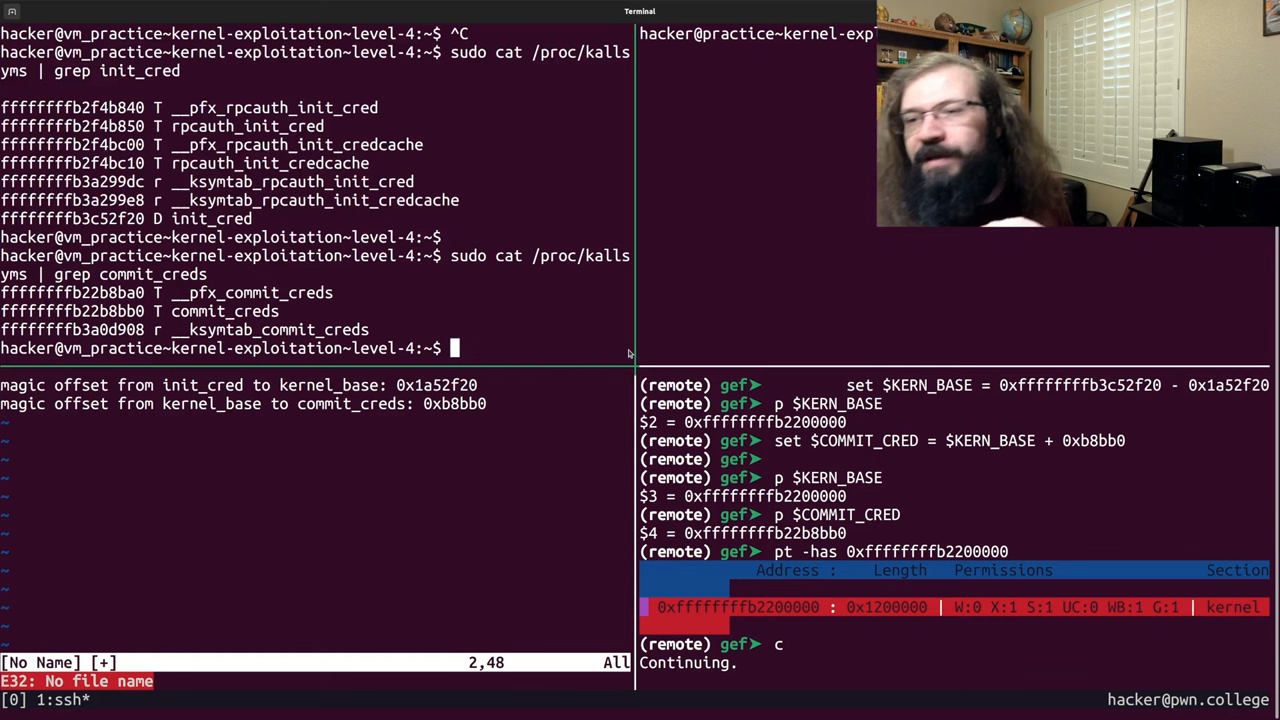 Terminal
hacker@vm_practice~kernel-exploitation~level-4:~$ ^C
hacker@vm_practice~kernel-exploitation~level-4:~$ sudo cat /proc/kalls
yms | grep init_cred
ffffffffb2f4b840 T __pfx_rpcauth_init_cred
ffffffffb2f4b850 T rpcauth_init_cred
ffffffffb2f4bc00 T __pfx_rpcauth_init_credcache
ffffffffb2f4bc10 T rpcauth_init_credcache
ffffffffb3a299dc r __ksymtab_rpcauth_init_cred
ffffffffb3a299e8 r __ksymtab_rpcauth_init_credcache
ffffffffb3c52f20 D init_cred
hacker@vm_practice~kernel-exploitation~level-4:~$
hacker@vm_practice~kernel-exploitation~level-4:~$ sudo cat /proc/kalls
yms | grep commit_creds
ffffffffb22b8ba0 T __pfx_commit_creds
ffffffffb22b8bb0 T commit_creds
ffffffffb3a0d908 r __ksymtab_commit_creds
hacker@vm_practice~kernel-exploitation~level-4:~$
hacker@practice~kernel-exp
magic offset from init_cred to kernel_base: 0x1a52f20
magic offset from kernel_base to commit_creds: 0xb8bb0
~
~
~
~
~
~
~
~
~
~
~
~
~
[No Name] [+] 2,48 All
E32: No file name
(remote) gef➤ set $KERN_BASE = 0xffffffffb3c52f20 - 0x1a52f20
(remote) gef➤ p $KERN_BASE
$2 = 0xffffffffb2200000
(remote) gef➤ set $COMMIT_CRED = $KERN_BASE + 0xb8bb0
(remote) gef➤
(remote) gef➤ p $KERN_BASE
$3 = 0xffffffffb2200000
(remote) gef➤ p $COMMIT_CRED
$4 = 0xffffffffb22b8bb0
(remote) gef➤ pt -has 0xffffffffb2200000
Address : Length Permissions Section
0xffffffffb2200000 : 0x1200000 | W:0 X:1 S:1 UC:0 WB:1 G:1 | kernel
(remote) gef➤ c
Continuing.
[0] 1:ssh* hacker@pwn.college